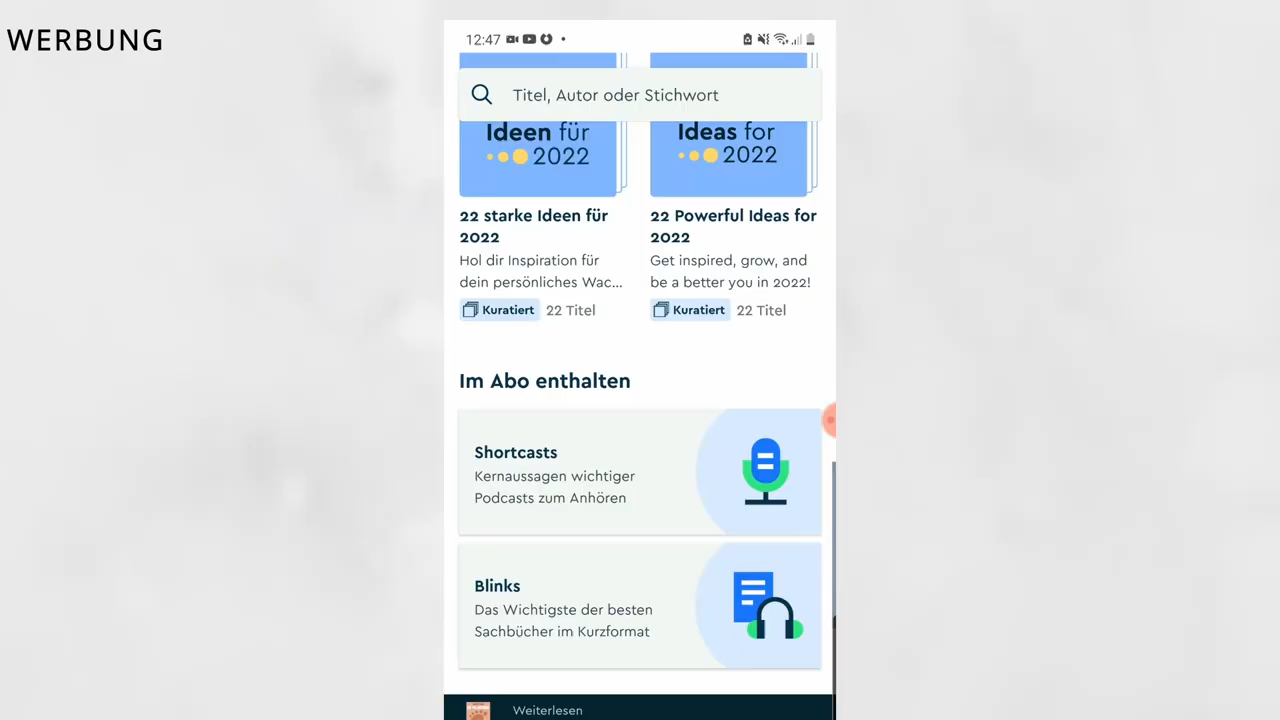 WERBUNG
12:47
Titel, Autor oder Stichwort
Ideen für
2022
Ideas for
2022
22 starke Ideen für
2022
Hol dir Inspiration für
dein persönliches Wac...
Kuratiert 22 Titel
22 Powerful Ideas for
2022
Get inspired, grow, and
be a better you in 2022!
Kuratiert 22 Titel
Im Abo enthalten
Shortcasts
Kernaussagen wichtiger
Podcasts zum Anhören
Blinks
Das Wichtigste der besten
Sachbücher im Kurzformat
Weiterlesen